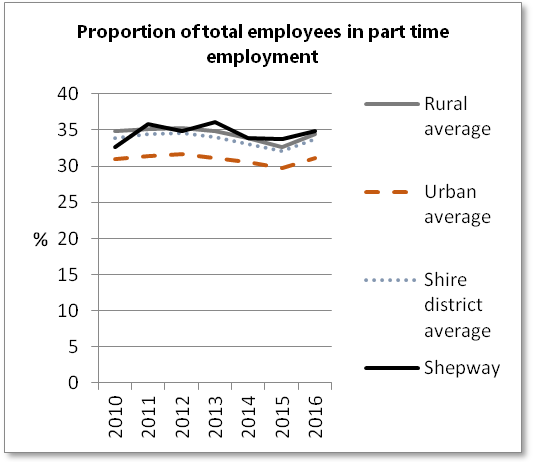 Proportion of total employees in part time
employment
40
35
30
25
20
15
10
5
0
%
2010
2011
2012
2013
2014
2015
2016
Rural
average
Urban
average
Shire
district
average
Shepway